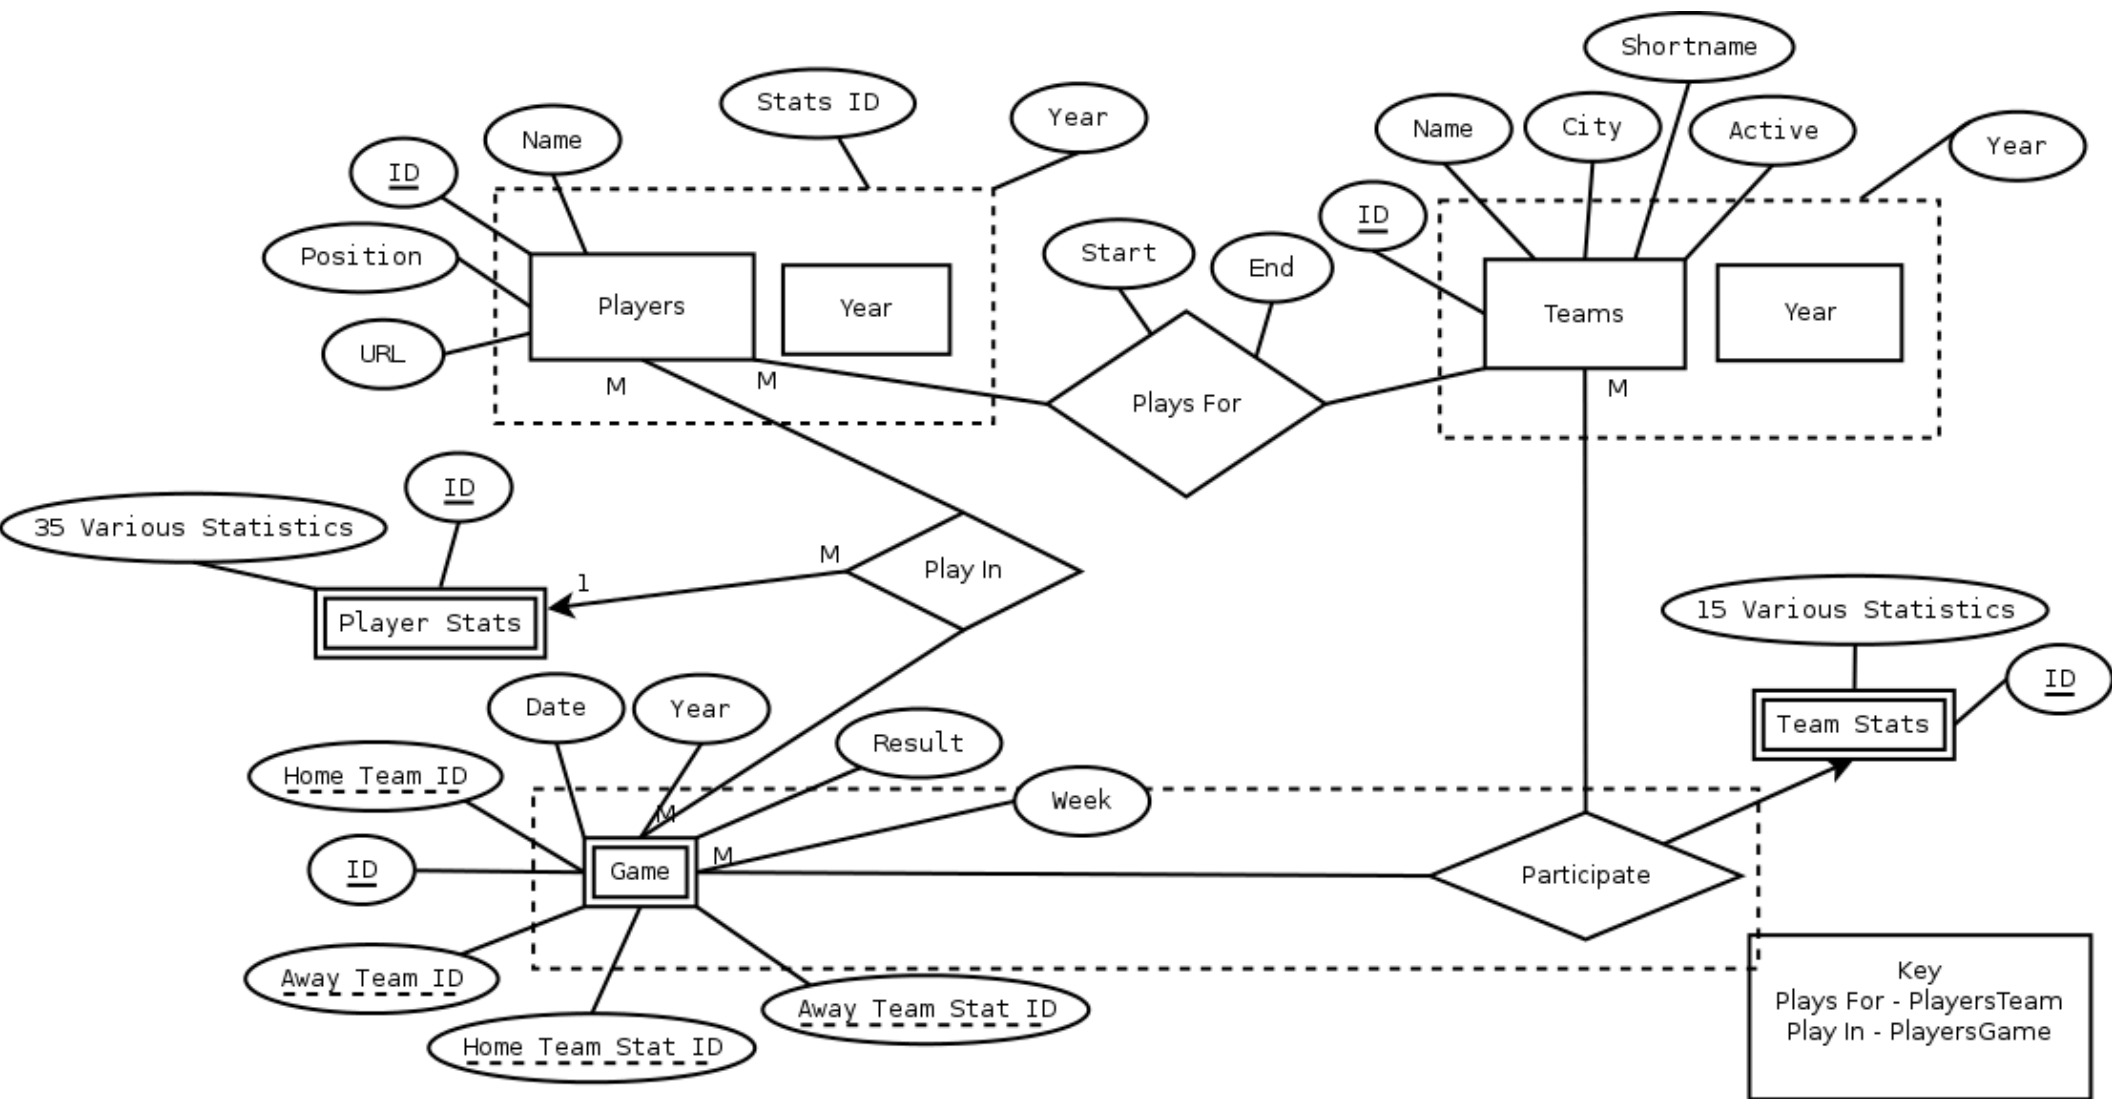 Shortname
Stats ID
Year
Name
City
Active
Year
Name
ID
ID
Position
Start
End
Players
Year
Teams
Year
URL
M
M
Plays For
M
ID
35 Various Statistics
M
Play In
1
Player Stats
15 Various Statistics
ID
Date
Year
Result
Team Stats
Home Team ID
Week
M
M
ID
Game
Participate
Away Team ID
Away Team Stat ID
Home Team Stat ID
Key
Plays For - PlayersTeam
Play In - PlayersGame